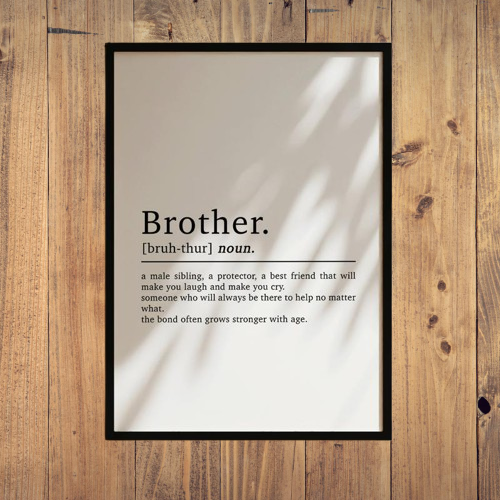 Brother.
[bruh-thur] noun.
a male sibling, a protector, a best friend that will
make you laugh and make you cry.
someone who will always be there to help no matter
what.
the bond often grows stronger with age.